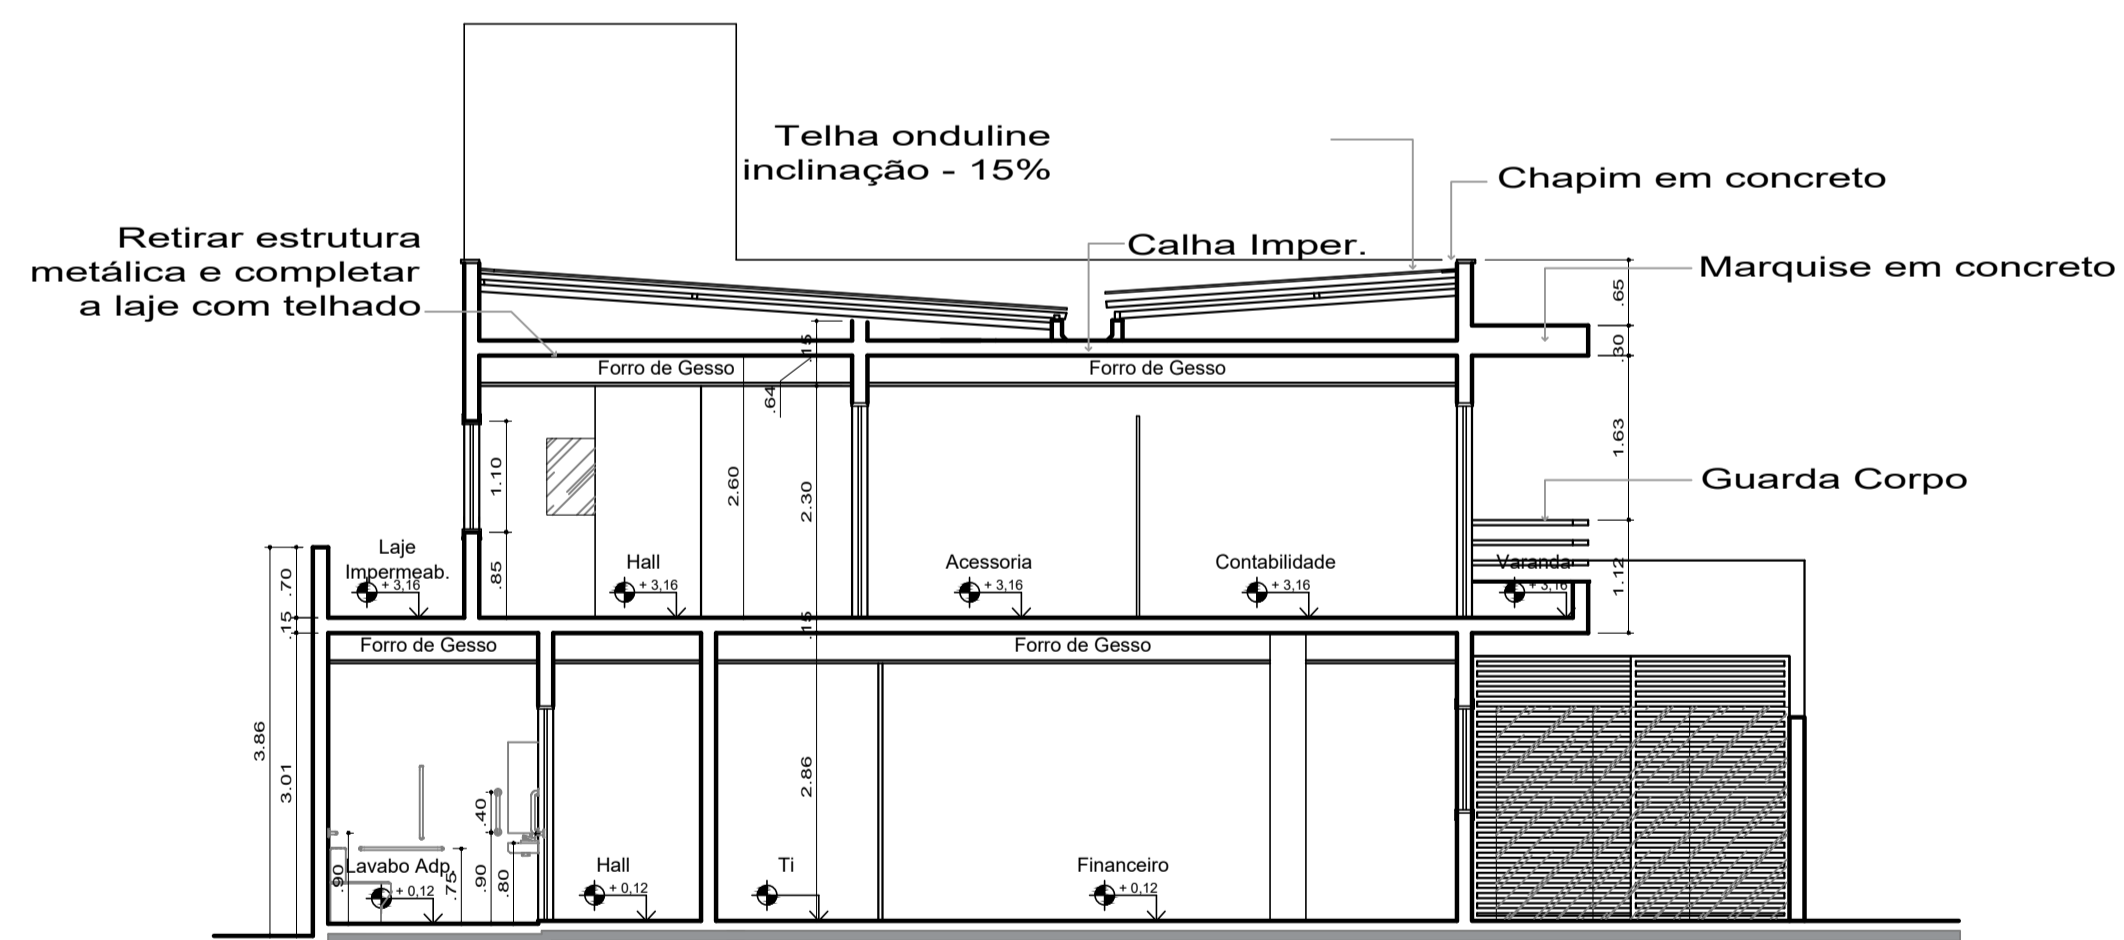 Telha onduline
inclinação - 15%
Chapim em concreto
Retirar estrutura
metálica e completar
a laje com telhado
Calha Imper.
Marquise em concreto
.65
.30
.15
Forro de Gesso
Forro de Gesso
.64
1.63
1.10
2.60
2.30
Guarda Corpo
Laje
Impermeab.
+ 3,16
.70
.85
Hall
+ 3,16
Acessoria
+ 3,16
Contabilidade
+ 3,16
Varanda
+ 3,16
1.12
.15
.15
Forro de Gesso
Forro de Gesso
3.86
3.01
2.86
.40
.90
Lavabo Adp.
+ 0,12
.75
.90
.80
Hall
+ 0,12
Ti
Financeiro
+ 0,12